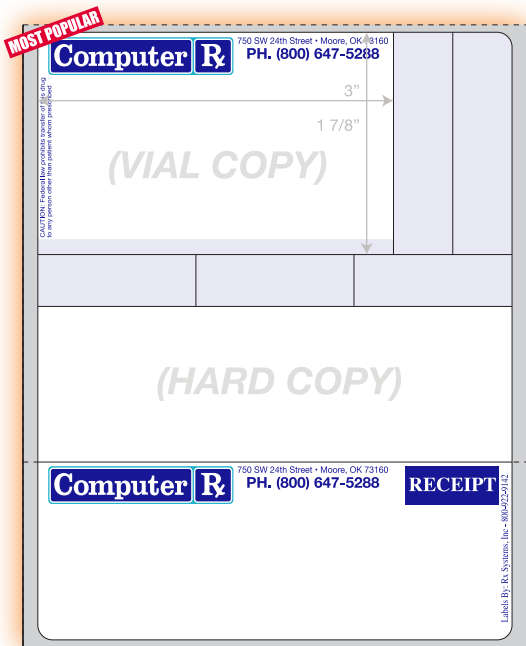 MOST POPULAR
Computer Rx
750 SW 24th Street • Moore, OK 73160
PH. (800) 647-5288
CAUTION: Federal law prohibits transfer of this drug
to any person other than patient whom prescribed
3"
1 7/8"
(VIAL COPY)
(HARD COPY)
Computer Rx
750 SW 24th Street • Moore, OK 73160
PH. (800) 647-5288
RECEIPT
Labels By: Rx Systems, Inc - 800-922-9142